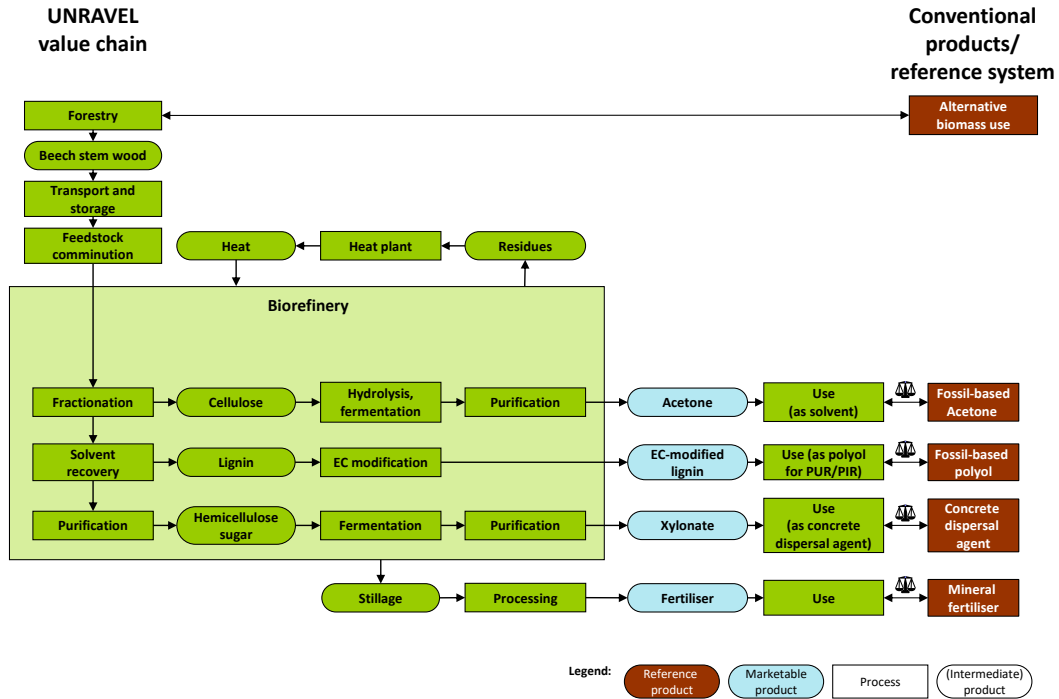 UNRAVEL
value chain
Conventional
products/
reference system
Forestry
Alternative
biomass use
Beech stem wood
Transport and
storage
Feedstock
comminution
Heat
Heat plant
Residues
Biorefinery
Fractionation
Cellulose
Hydrolysis,
fermentation
Purification
Acetone
Use
(as solvent)
Fossil-based
Acetone
Solvent
recovery
Lignin
EC modification
EC-modified
lignin
Use (as polyol
for PUR/PIR)
Fossil-based
polyol
Purification
Hemicellulose
sugar
Fermentation
Purification
Xylonate
Use
(as concrete
dispersal agent)
Concrete
dispersal
agent
Stillage
Processing
Fertiliser
Use
Mineral
fertiliser
Legend:
Reference
product
Marketable
product
Process
(Intermediate)
product